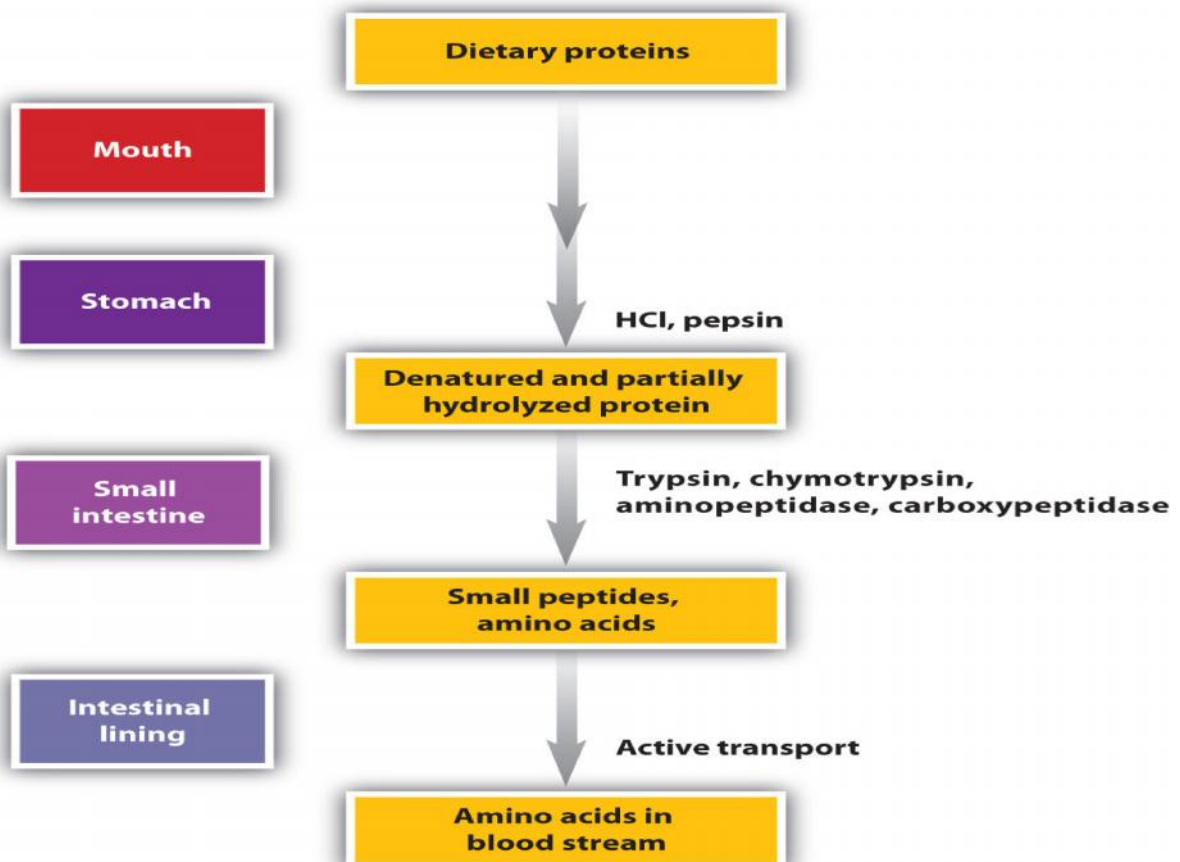 Dietary proteins
Mouth
Stomach
HCl, pepsin
Denatured and partially
hydrolyzed protein
Small
intestine
Trypsin, chymotrypsin,
aminopeptidase, carboxypeptidase
Small peptides,
amino acids
Intestinal
lining
Active transport
Amino acids in
blood stream